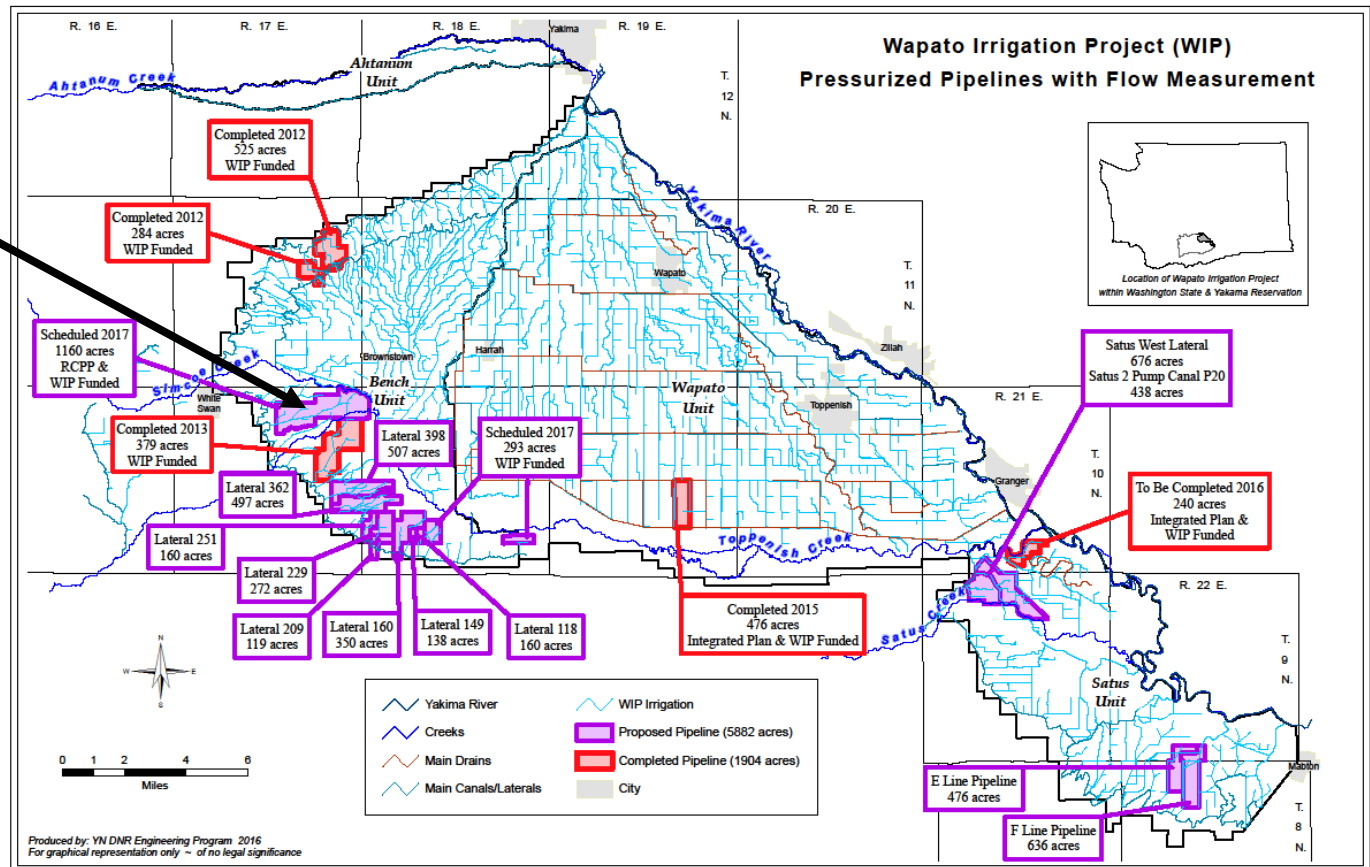 R. 16 E.
R. 17 E.
R. 18 E.
Yakima
R. 19 E.
Wapato Irrigation Project (WIP)
Pressurized Pipelines with Flow Measurement
Ahtanum Creek
Ahtanum
Unit
T.
12
N.
Completed 2012
525 acres
WIP Funded
Completed 2012
284 acres
WIP Funded
Yakima River
R. 20 E.
Location of Wapato Irrigation Project
within Washington State & Yakama Reservation
T.
11
N.
Wapato
Scheduled 2017
1160 acres
RCPP &
WIP Funded
Simcoe Creek
Brownstown
Harrah
Zillah
Bench
Unit
Wapato
Unit
White
Swan
Toppenish
Satus West Lateral
676 acres
Satus 2 Pump Canal P20
438 acres
R. 21 E.
Completed 2013
379 acres
WIP Funded
Lateral 398
507 acres
Scheduled 2017
293 acres
WIP Funded
T.
10
N.
Granger
Lateral 362
497 acres
To Be Completed 2016
240 acres
Integrated Plan &
WIP Funded
Lateral 251
160 acres
Toppenish Creek
Lateral 229
272 acres
R. 22 E.
Lateral 209
119 acres
Lateral 160
350 acres
Lateral 149
138 acres
Lateral 118
160 acres
Completed 2015
476 acres
Integrated Plan & WIP Funded
Satus Creek
T.
9
N.
N
W
E
S
Satus
Unit
Yakima River
Creeks
Main Drains
Main Canals/Laterals
WIP Irrigation
Proposed Pipeline (5882 acres)
Completed Pipeline (1904 acres)
City
0 2 4 6
Miles
E Line Pipeline
476 acres
Mabton
F Line Pipeline
636 acres
T.
8
N.
Produced by: YN DNR Engineering Program 2016
For graphical representation only ~ of no legal significance